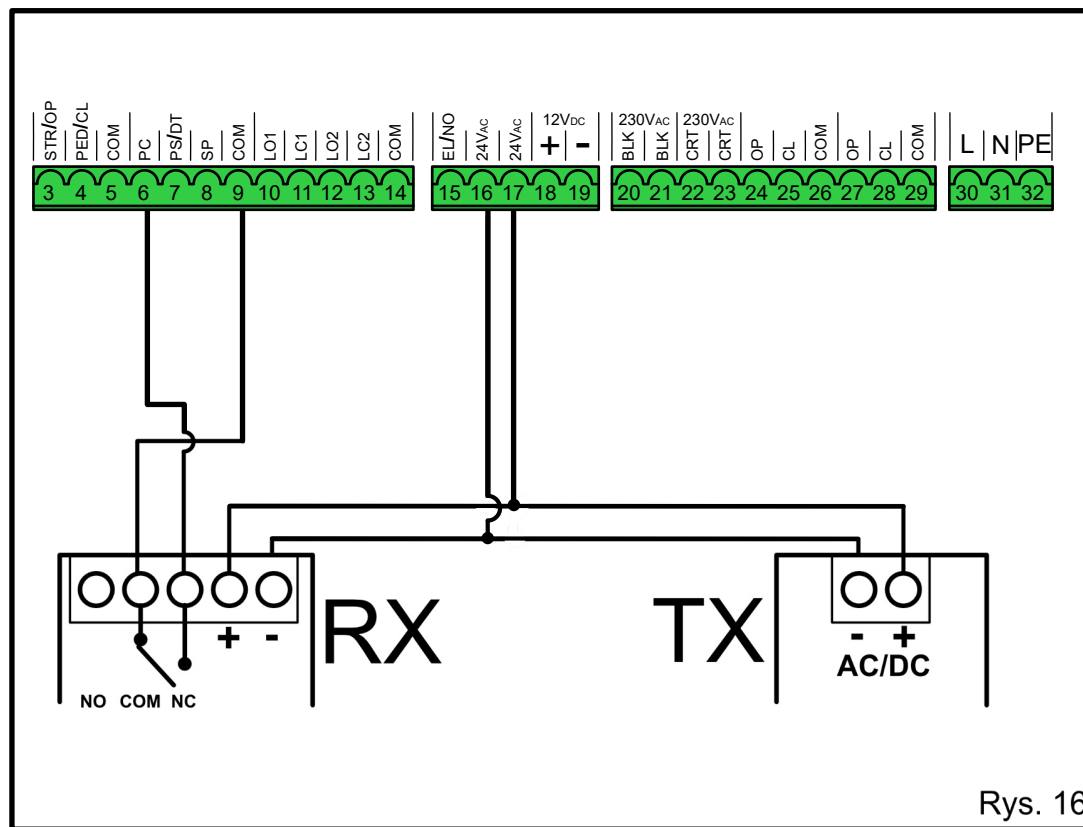 STR/OP PED/CL COM PC PS/DT SP COM LO1 LC1 LO2 LC2 COM
EL/NO 24VAC 24VAC 12VDC + -
230VAC 230VAC
BLK BLK CRT CRT OP CL COM OP CL COM
L N PE
3 4 5 6 7 8 9 10 11 12 13 14
15 16 17 18 19
20 21 22 23 24 25 26 27 28 29
30 31 32
+ -
NO COM NC
RX
TX
- +
AC/DC
Rys. 16